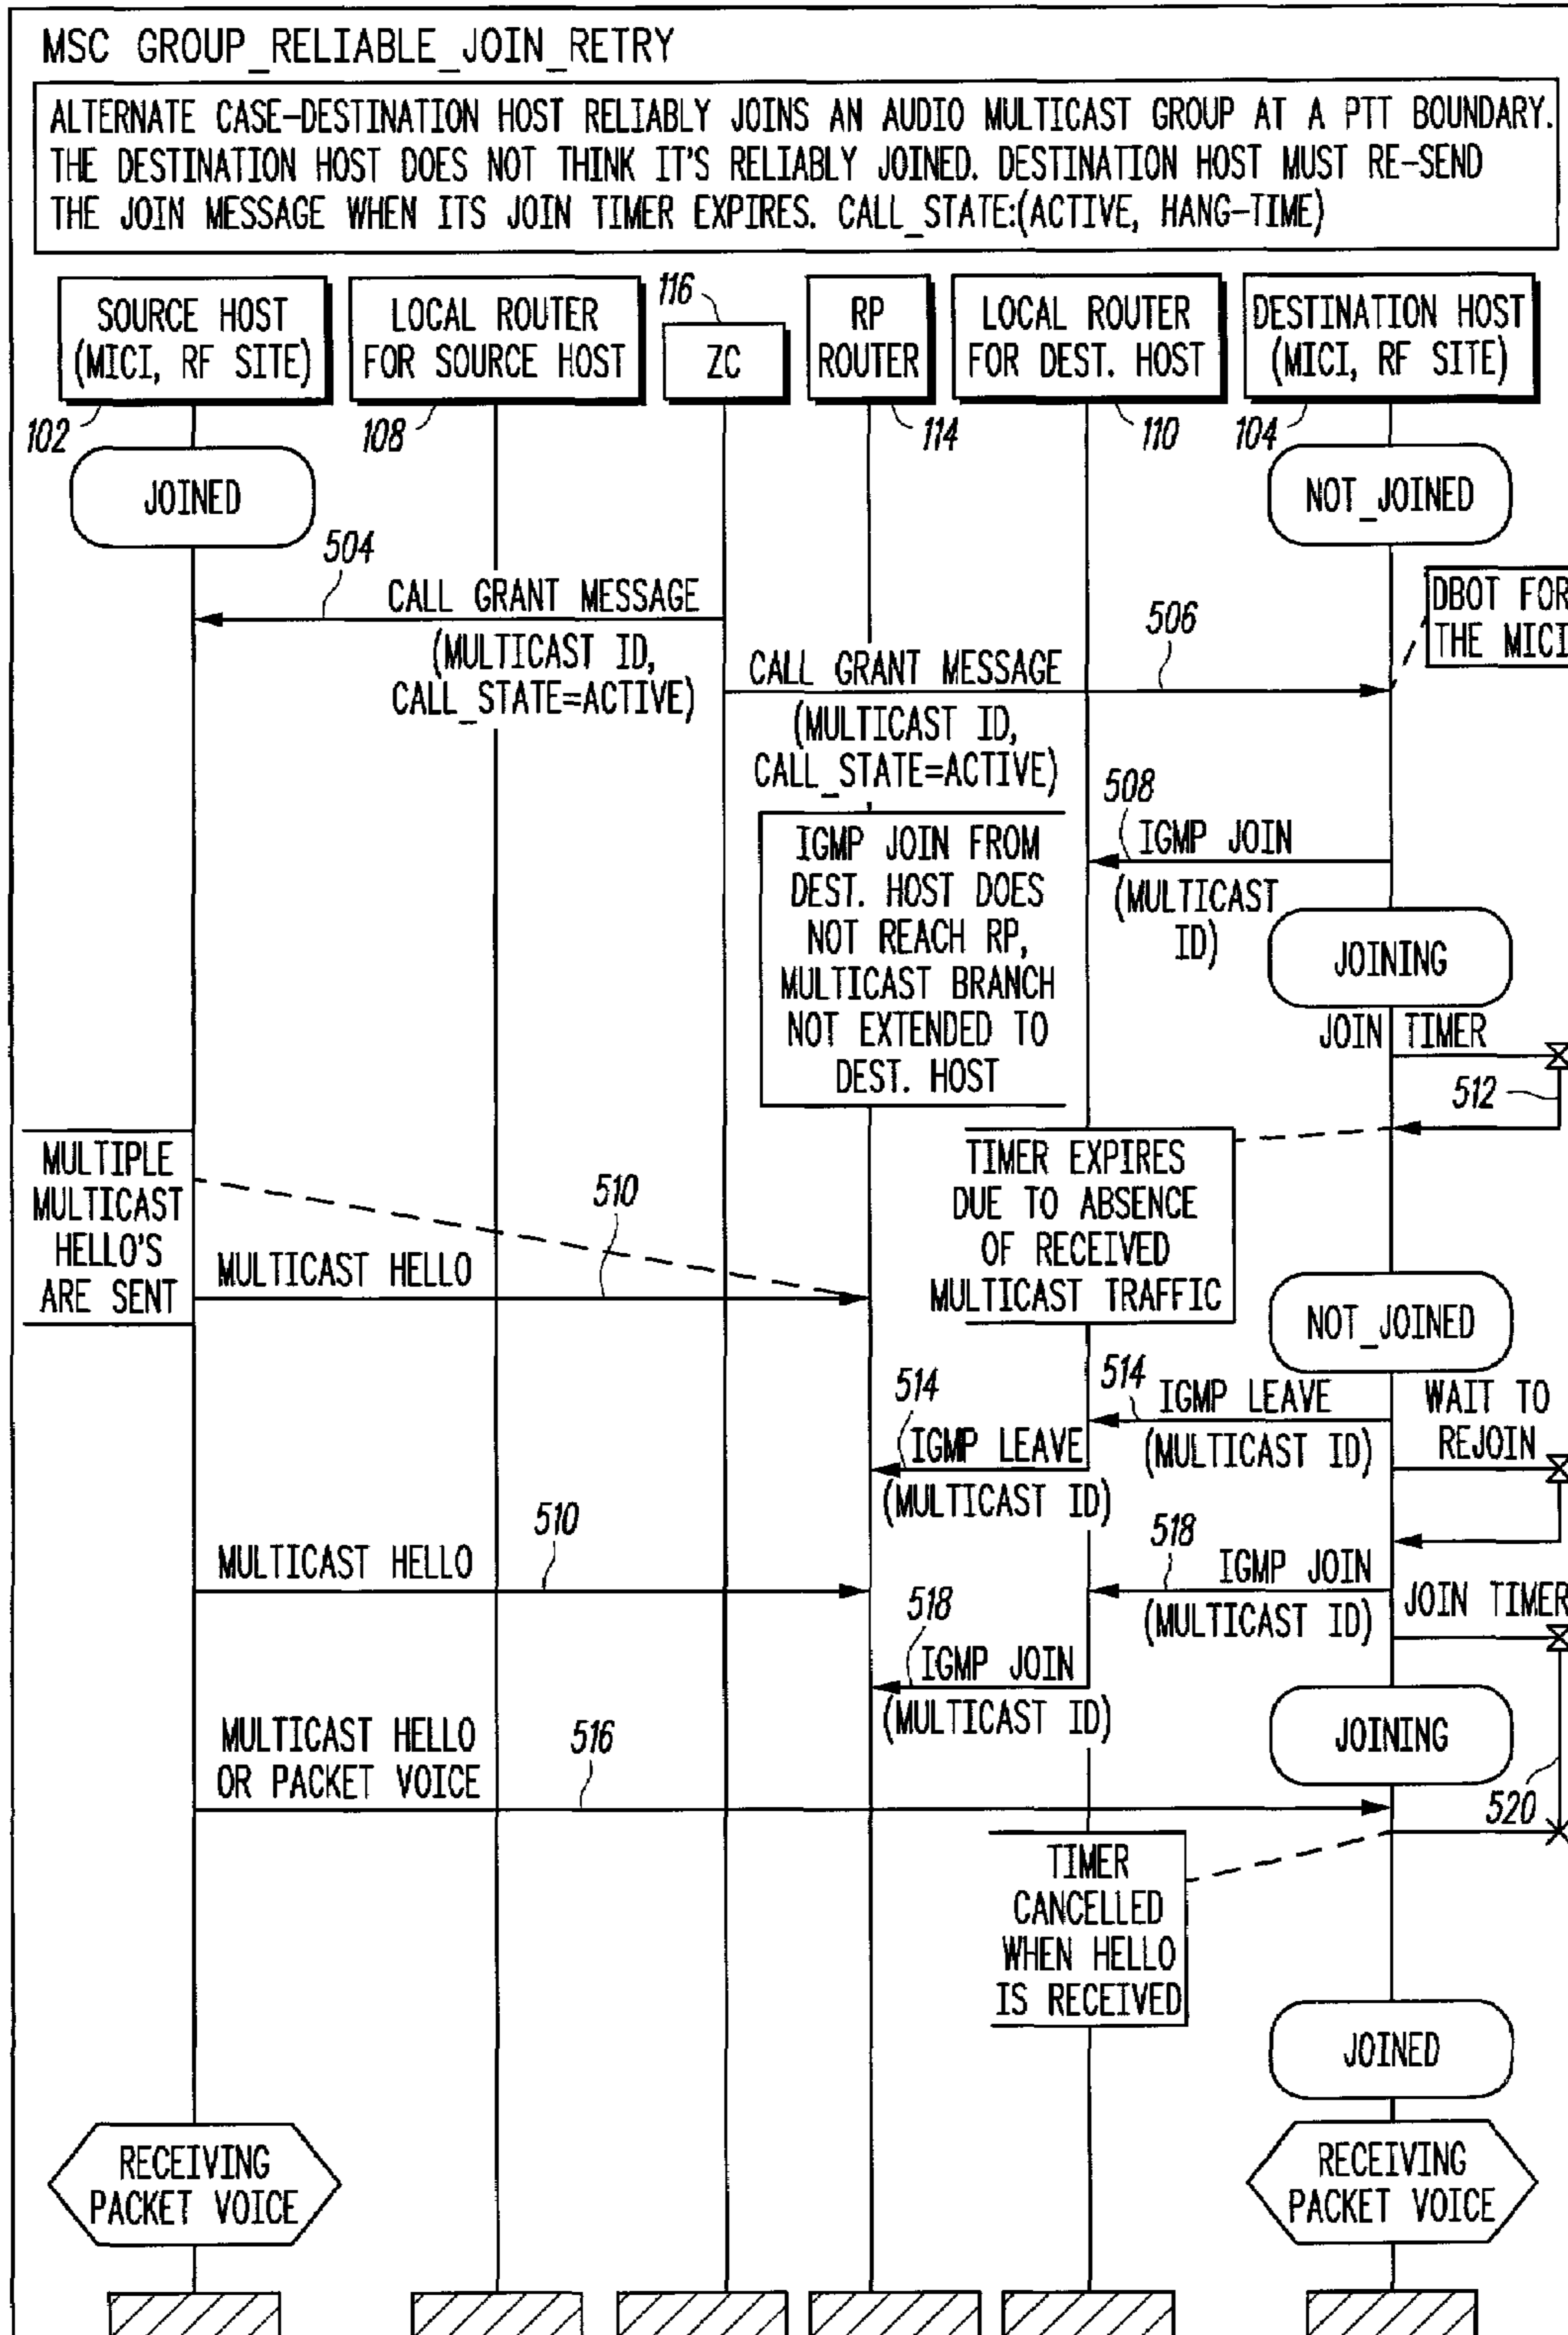 MSC GROUP_RELIABLE_JOIN_RETRY
ALTERNATE CASE-DESTINATION HOST RELIABLY JOINS AN AUDIO MULTICAST GROUP AT A PTT BOUNDARY.
THE DESTINATION HOST DOES NOT THINK IT'S RELIABLY JOINED. DESTINATION HOST MUST RE-SEND
THE JOIN MESSAGE WHEN ITS JOIN TIMER EXPIRES. CALL_STATE:(ACTIVE, HANG-TIME)
SOURCE HOST
(MICI, RF SITE)
102
LOCAL ROUTER
FOR SOURCE HOST
108
116
ZC
RP
ROUTER
114
LOCAL ROUTER
FOR DEST. HOST
110
DESTINATION HOST
(MICI, RF SITE)
104
JOINED
NOT_JOINED
504
CALL GRANT MESSAGE
(MULTICAST ID,
CALL_STATE=ACTIVE)
DBOT FOR
THE MICI
506
CALL GRANT MESSAGE
(MULTICAST ID,
CALL_STATE=ACTIVE)
508
IGMP JOIN
(MULTICAST
ID)
IGMP JOIN FROM
DEST. HOST DOES
NOT REACH RP,
MULTICAST BRANCH
NOT EXTENDED TO
DEST. HOST
JOINING
JOIN TIMER
512
MULTIPLE
MULTICAST
HELLO'S
ARE SENT
510
MULTICAST HELLO
TIMER EXPIRES
DUE TO ABSENCE
OF RECEIVED
MULTICAST TRAFFIC
NOT_JOINED
514
IGMP LEAVE
(MULTICAST ID)
WAIT TO
REJOIN
514
IGMP LEAVE
(MULTICAST ID)
510
MULTICAST HELLO
518
IGMP JOIN
(MULTICAST ID)
JOIN TIMER
518
IGMP JOIN
(MULTICAST ID)
JOINING
MULTICAST HELLO
OR PACKET VOICE
516
520
TIMER
CANCELLED
WHEN HELLO
IS RECEIVED
JOINED
RECEIVING
PACKET VOICE
RECEIVING
PACKET VOICE